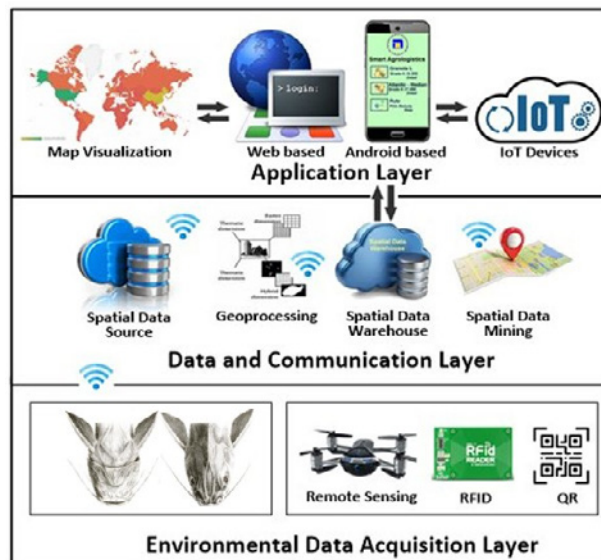 > login:
Smart Agrologistics
IoT
Map Visualization
Web based
Android based
IoT Devices
Application Layer
Spatial Data
Warehouse
Spatial Data
Source
Geoprocessing
Spatial Data
Warehouse
Spatial Data
Mining
Data and Communication Layer
RFid
READER
Remote Sensing
RFID
QR
Environmental Data Acquisition Layer